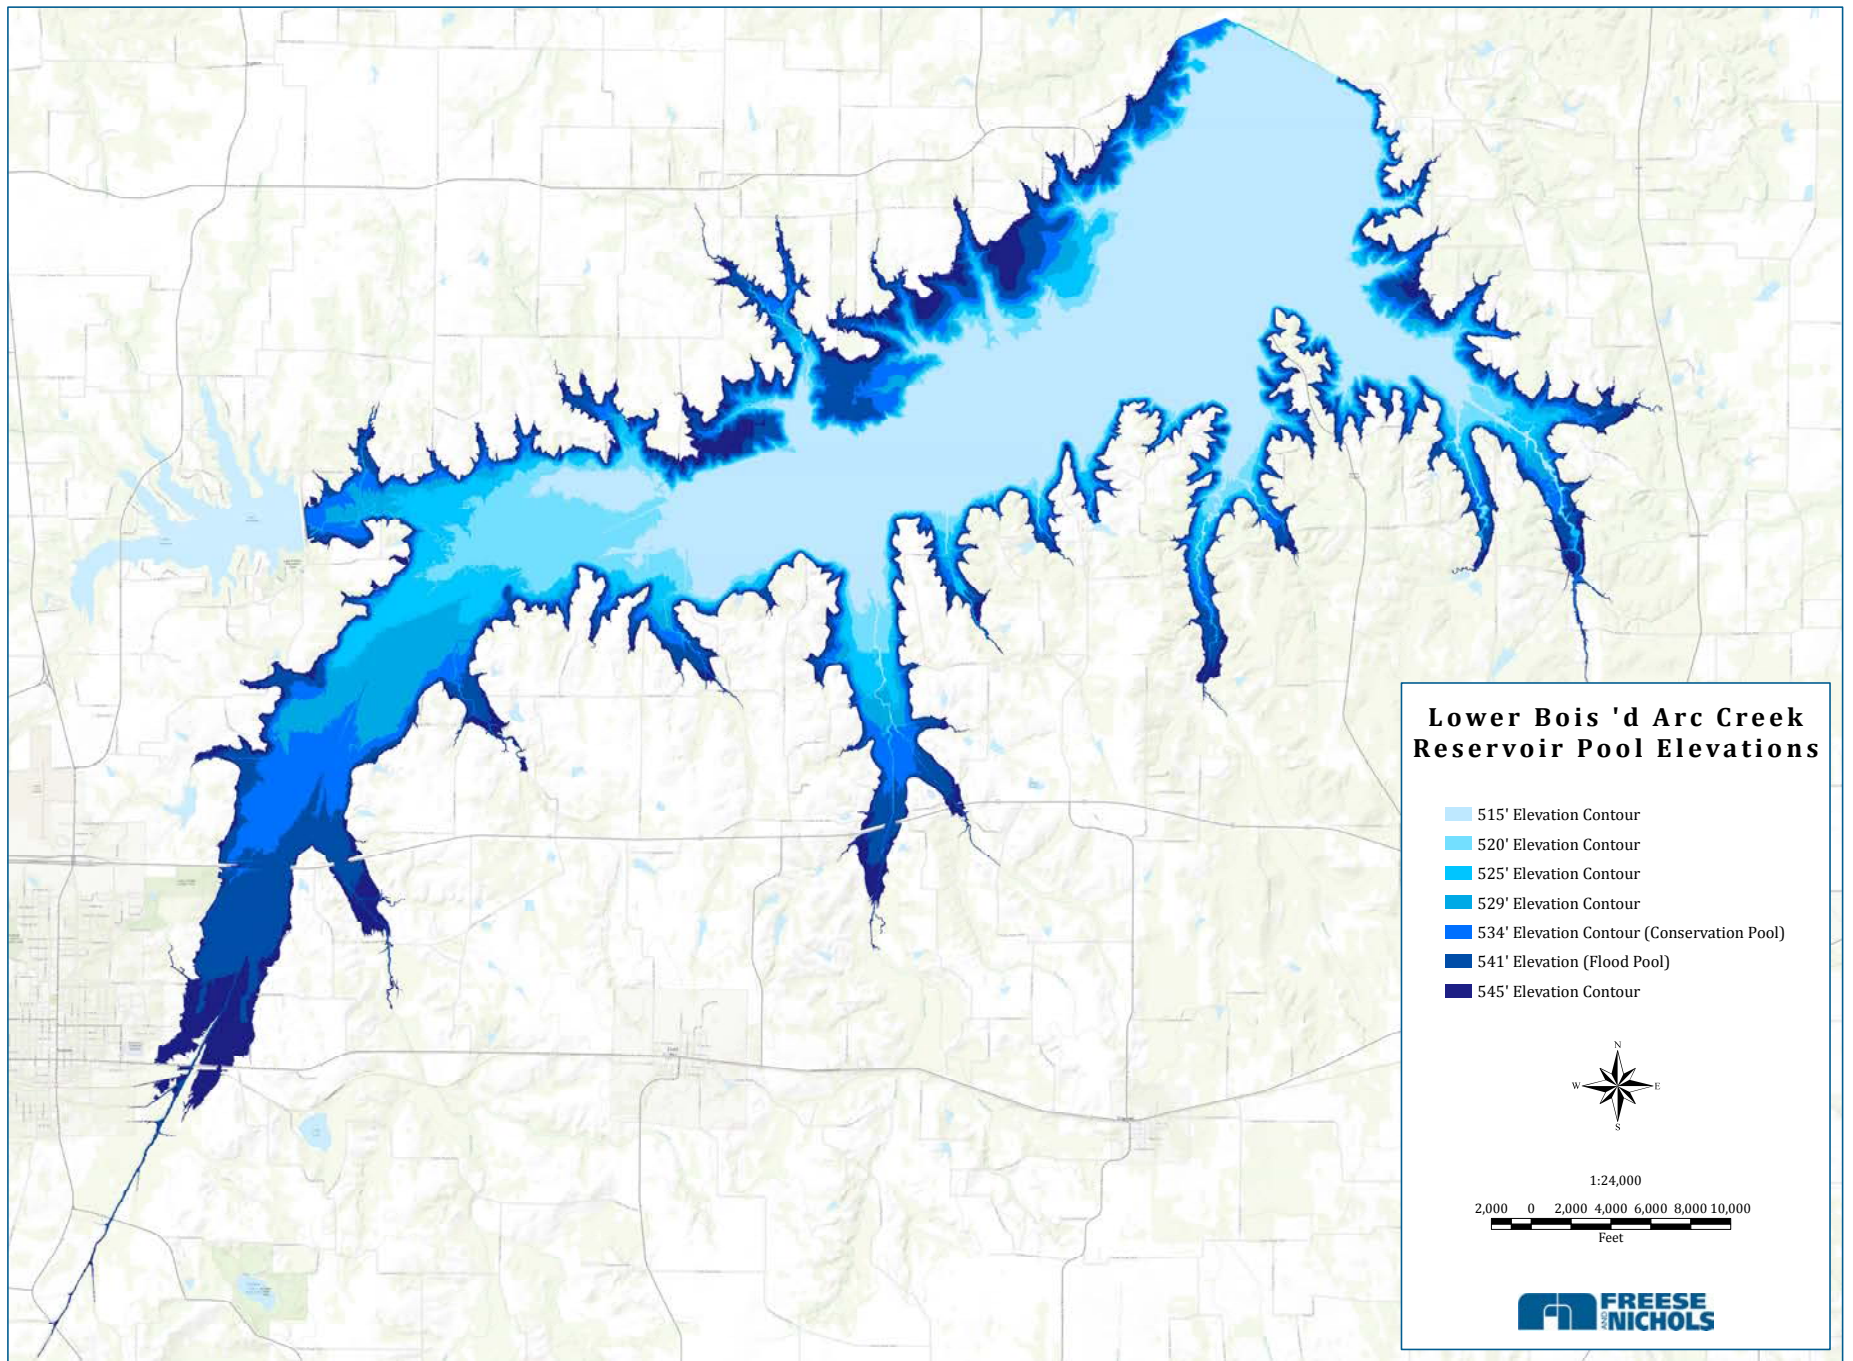 Lower Bois 'd Arc Creek
Reservoir Pool Elevations
515' Elevation Contour
520' Elevation Contour
525' Elevation Contour
529' Elevation Contour
534' Elevation Contour (Conservation Pool)
541' Elevation (Flood Pool)
545' Elevation Contour
N
W E
S
1:24,000
2,000 0 2,000 4,000 6,000 8,000 10,000
Feet
FREESE
AND NICHOLS